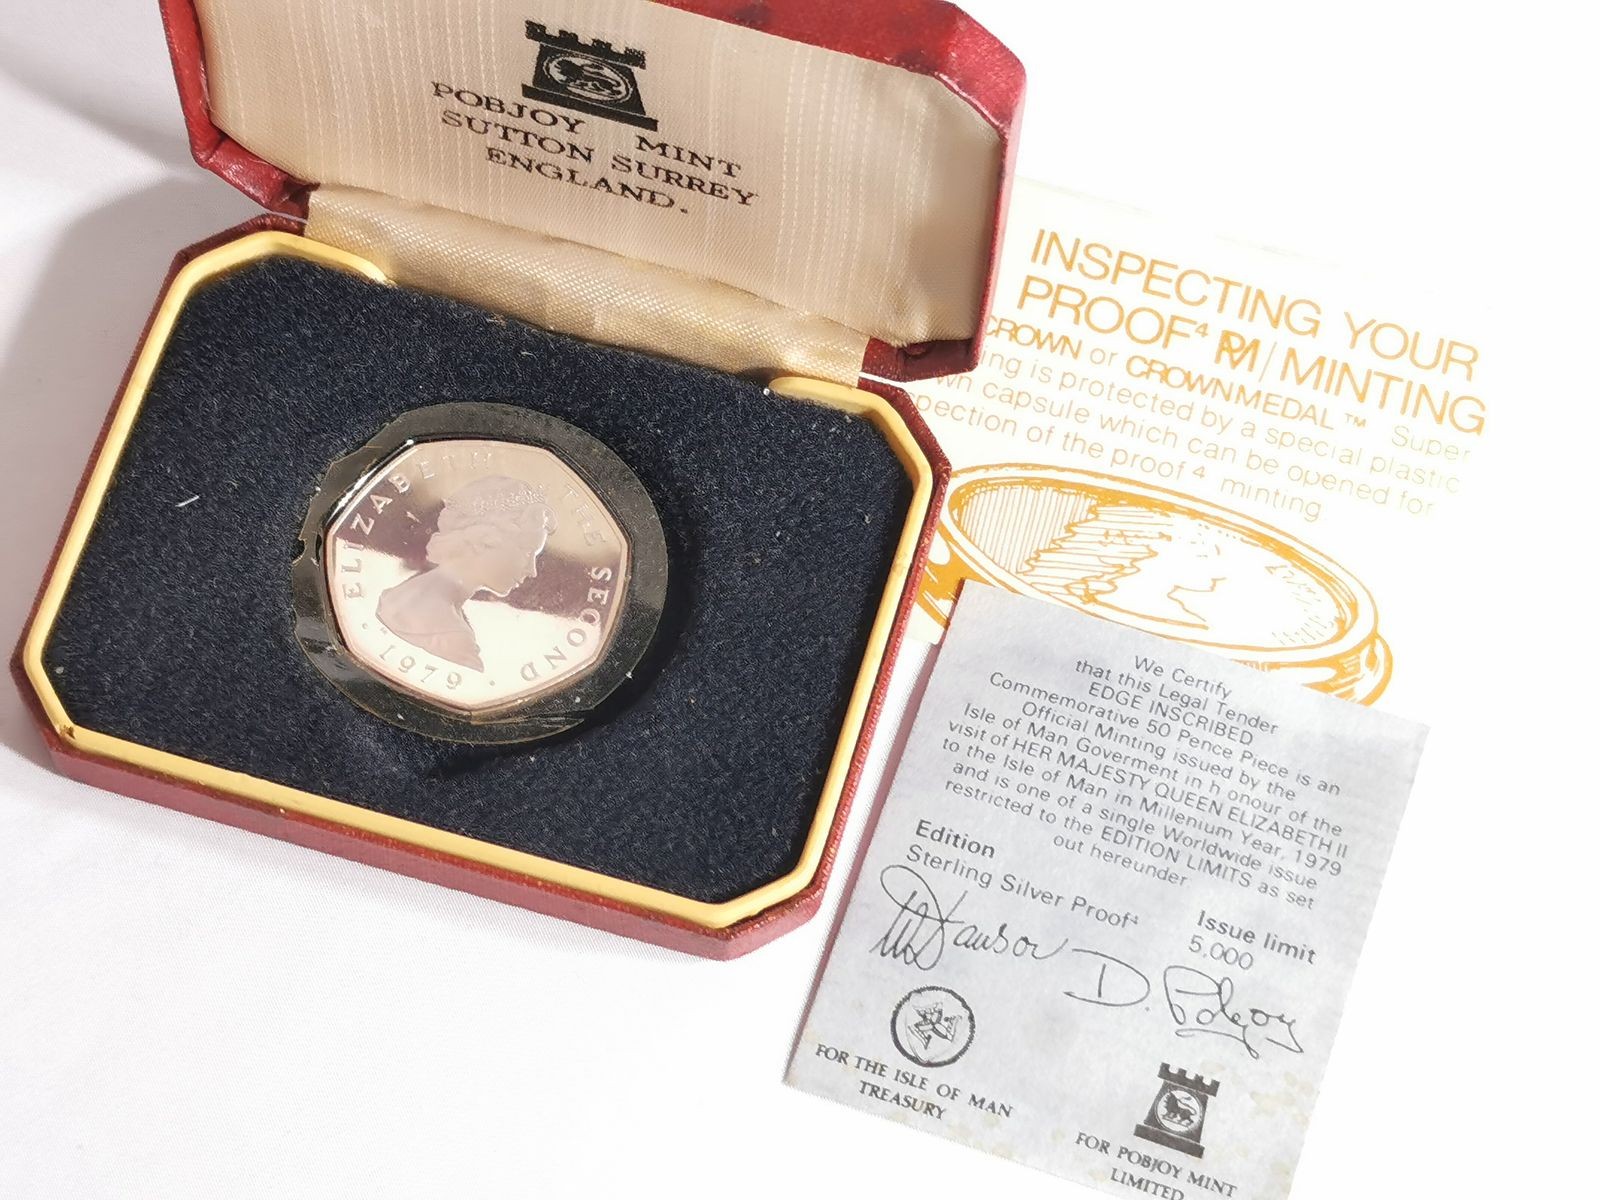 POBJOY MINT
SUTTON SURREY
ENGLAND.
ELIZABETH THE SECOND
· 1979 ·
INSPECTING YOUR
PROOF⁴ PM/MINTING
CROWN or CROWNMEDAL ™ Super
is protected by a special plastic
capsule which can be opened for
of the proof⁴ minting
We Certify
that this Legal Tender
EDGE INSCRIBED
Commemorative 50 Pence Piece is an
Official Minting issued by the
Isle of Man Goverment in h onour of the
visit of HER MAJESTY QUEEN ELIZABETH II
to the Isle of Man in Millenium Year, 1979
and is one of a single Worldwide issue
restricted to the EDITION LIMITS as set
out hereunder
Edition Issue limit
Sterling Silver Proof⁴ 5,000
D. Pobjoy
FOR THE ISLE OF MAN
TREASURY
FOR POBJOY MINT
LIMITED